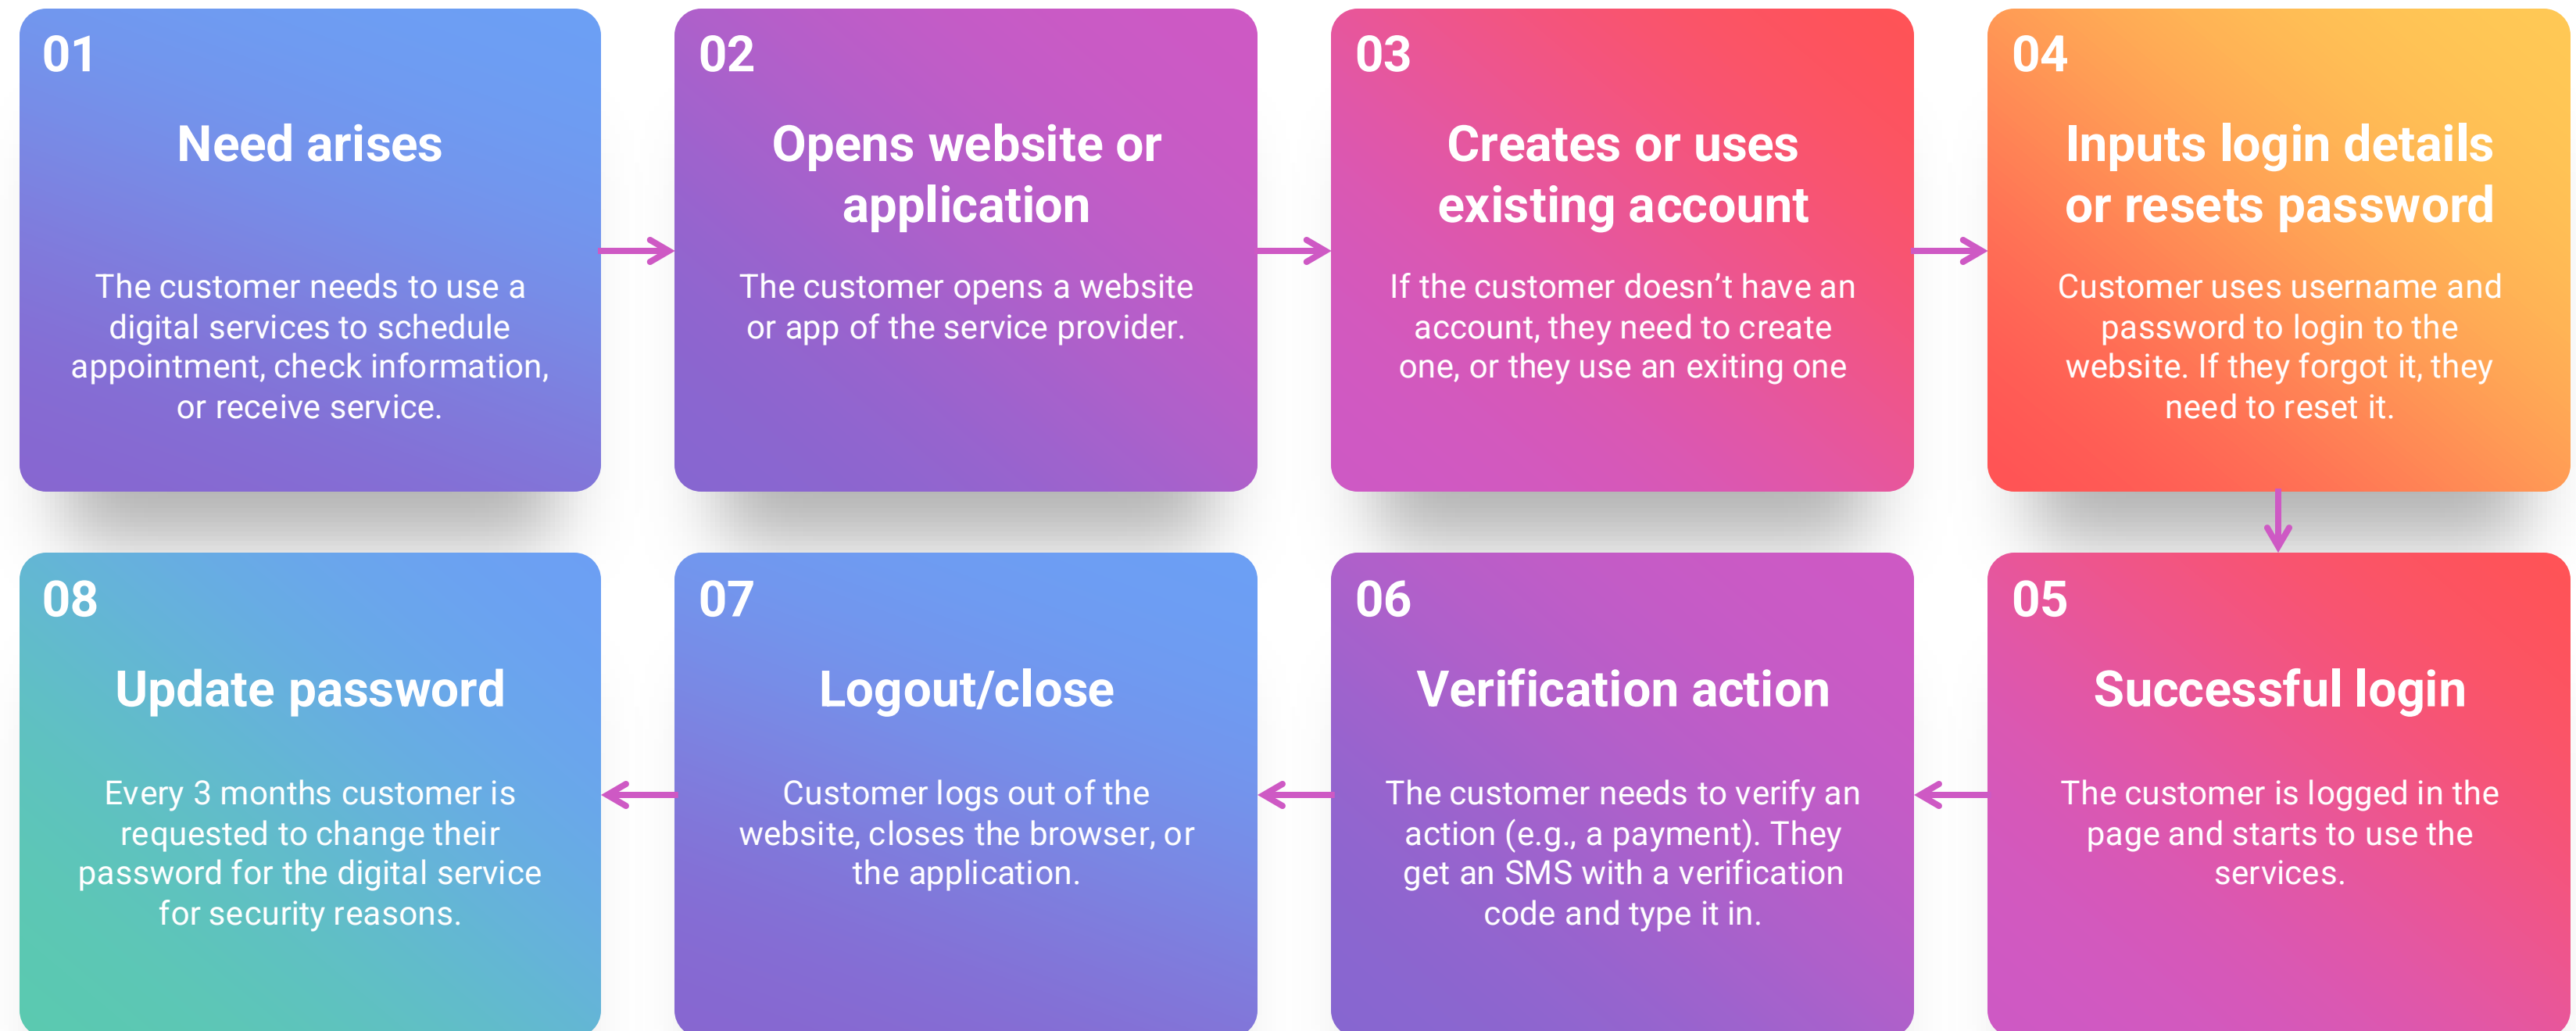 01
Need arises
The customer needs to use a
digital services to schedule
appointment, check information,
or receive service.
02
Opens website or
application
The customer opens a website
or app of the service provider.
03
Creates or uses
existing account
If the customer doesn’t have an
account, they need to create
one, or they use an exiting one
04
Inputs login details
or resets password
Customer uses username and
password to login to the
website. If they forgot it, they
need to reset it.
05
Successful login
The customer is logged in the
page and starts to use the
services.
06
Verification action
The customer needs to verify an
action (e.g., a payment). They
get an SMS with a verification
code and type it in.
07
Logout/close
Customer logs out of the
website, closes the browser, or
the application.
08
Update password
Every 3 months customer is
requested to change their
password for the digital service
for security reasons.